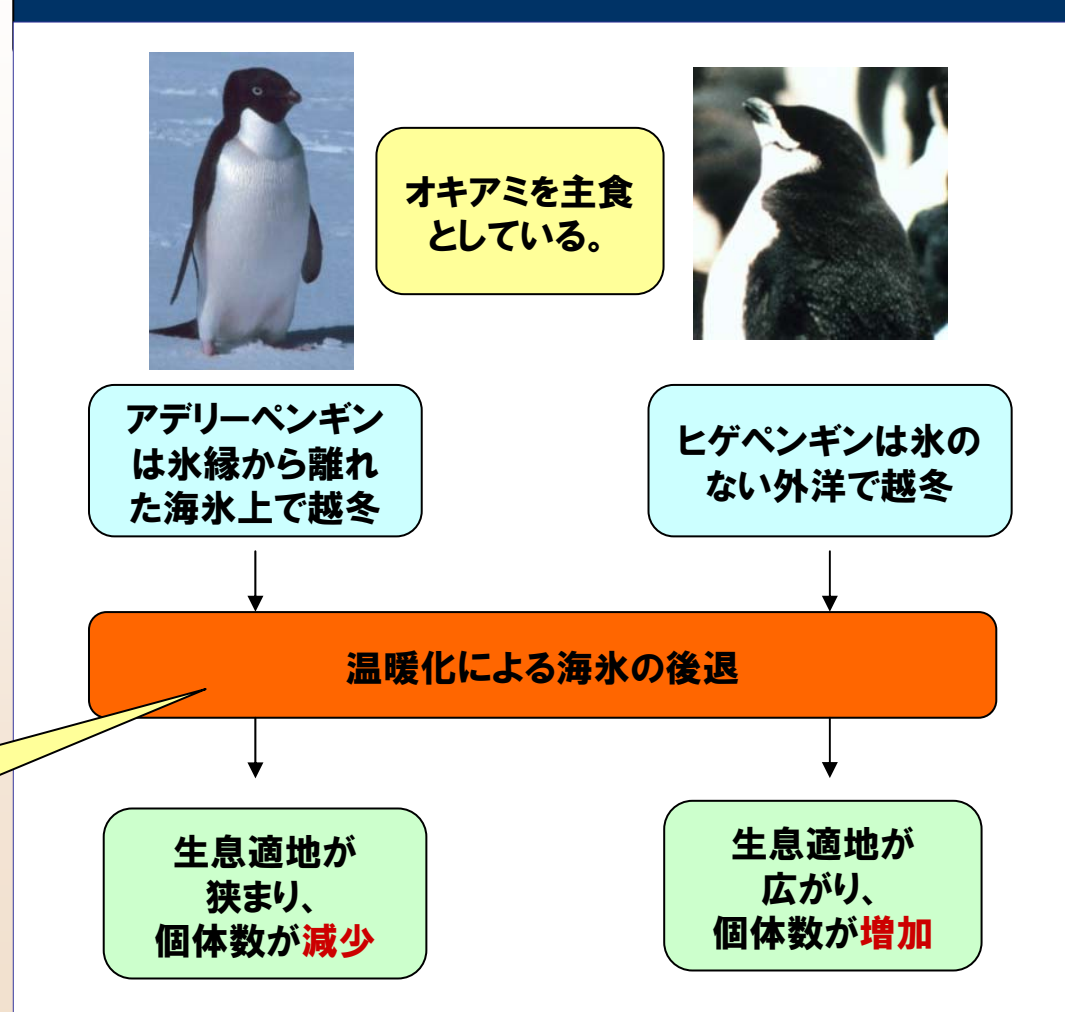 オキアミを主食
としている。
アデリーペンギン
は氷縁から離れ
た海氷上で越冬
ヒゲペンギンは氷の
ない外洋で越冬
温暖化による海氷の後退
生息適地が
狭まり、
個体数が減少
生息適地が
広がり、
個体数が増加